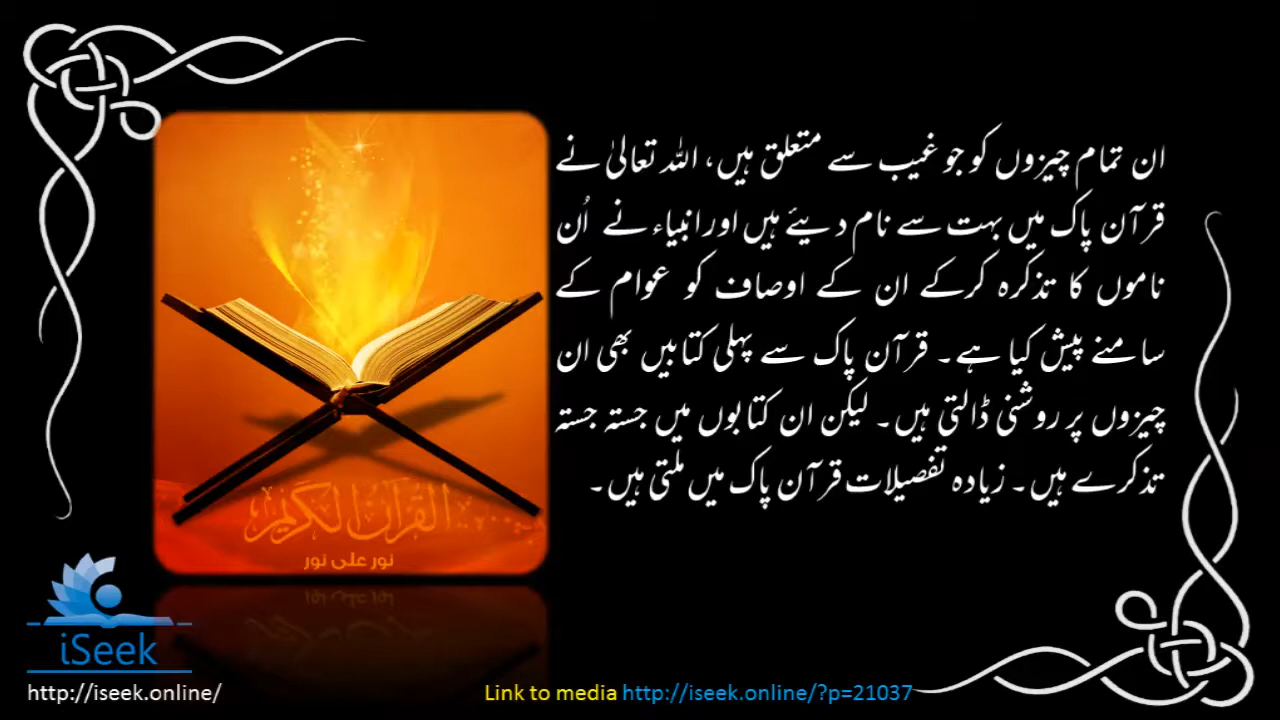 ان تمام چیزوں کو جو غیب سے متعلق ہیں، اللہ تعالیٰ نے
قرآن پاک میں بہت سے نام دیئے ہیں اور انبیاء نے اُن
ناموں کا تذکرہ کرکے ان کے اوصاف کو عوام کے
سامنے پیش کیا ہے۔ قرآن پاک سے پہلی کتابیں بھی ان
چیزوں پر روشنی ڈالتی ہیں۔ لیکن ان کتابوں میں جستہ جستہ
تذکرے ہیں۔ زیادہ تفصیلات قرآن پاک میں ملتی ہیں۔
القرآن الكريم
نور على نور
iSeek
http://iseek.online/
Link to media http://iseek.online/?p=21037